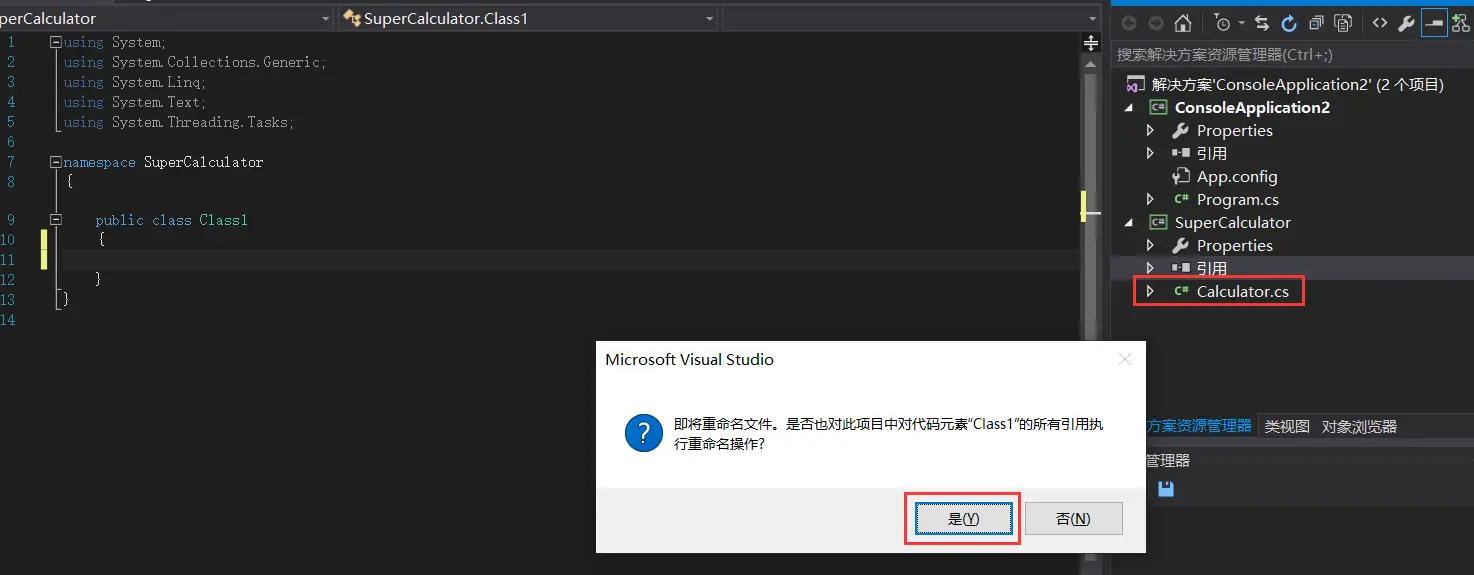 perCalculator
SuperCalculator.Class1
1 using System;
2 using System.Collections.Generic;
3 using System.Linq;
4 using System.Text;
5 using System.Threading.Tasks;
6
7 namespace SuperCalculator
8 {
9 public class Class1
10 {
11
12 }
13 }
14
搜索解决方案资源管理器(Ctrl+;)
解决方案'ConsoleApplication2' (2 个项目)
C# ConsoleApplication2
Properties
引用
App.config
C# Program.cs
C# SuperCalculator
Properties
引用
C# Calculator.cs
方案资源管理器 类视图 对象浏览器
管理器
Microsoft Visual Studio
即将重命名文件。是否也对此项目中对代码元素“Class1”的所有引用执
行重命名操作?
是(Y) 否(N)